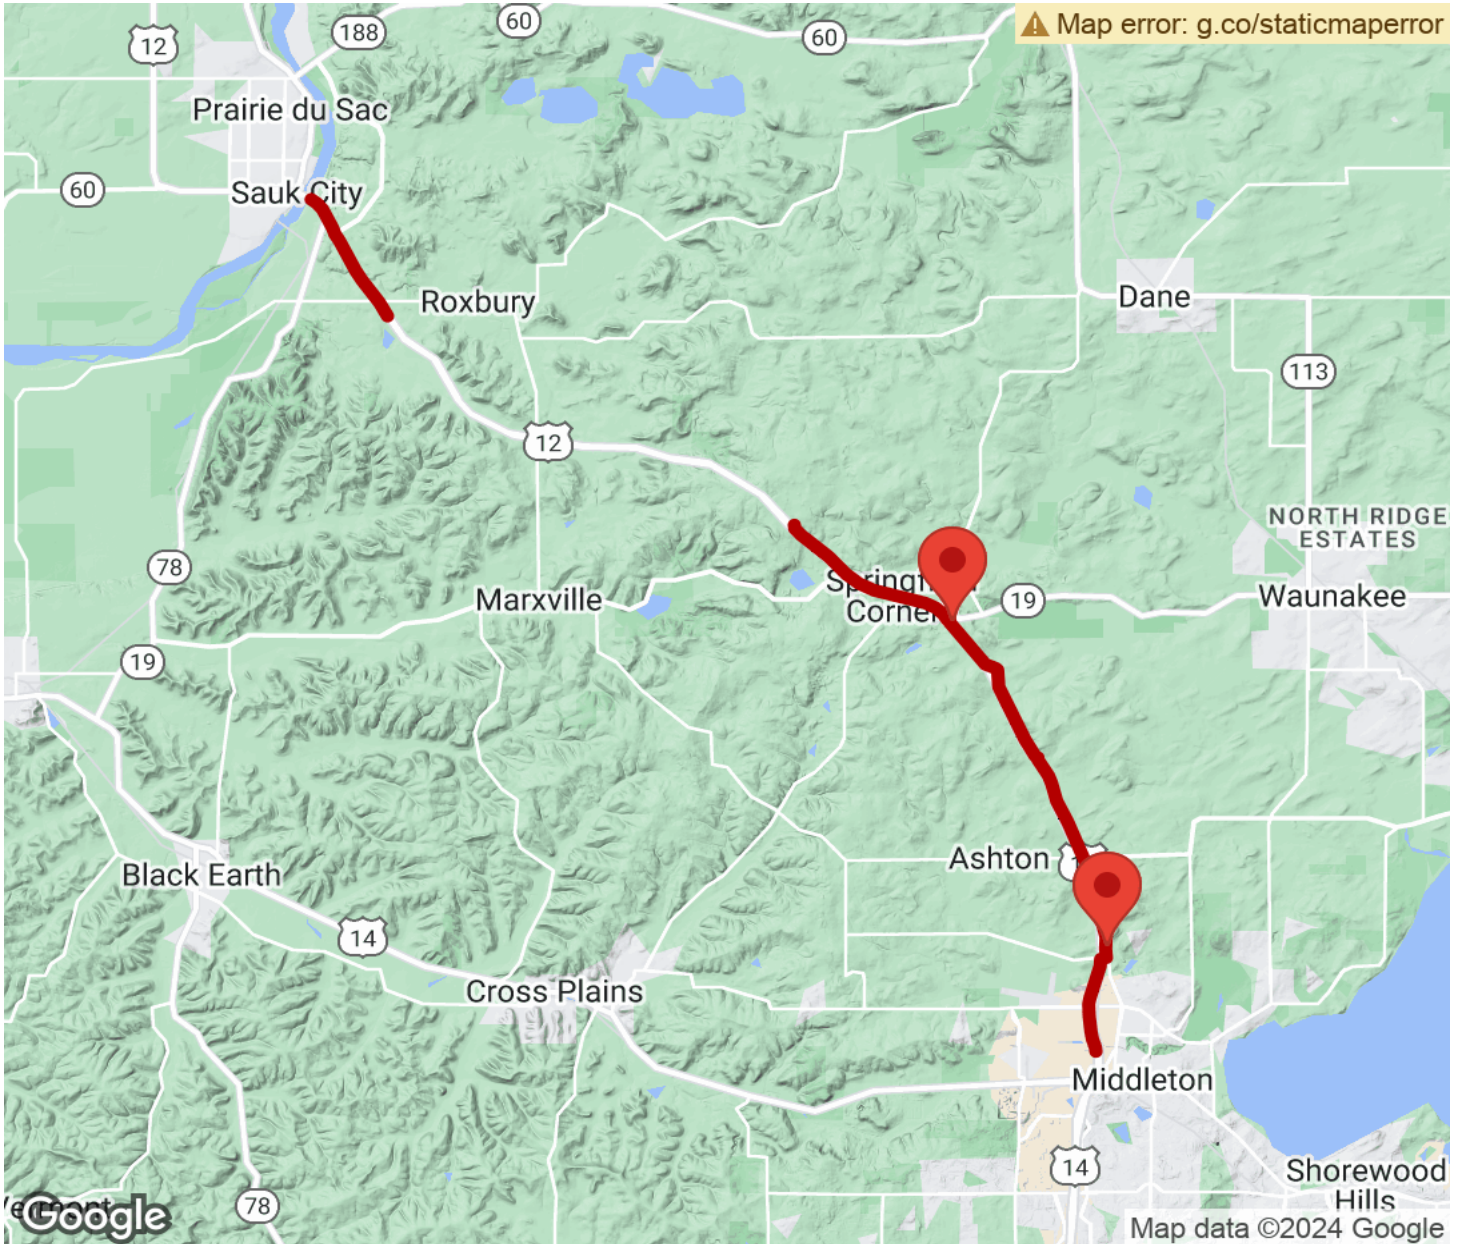 60
188
12
60
Map error: g.co/staticmaperror
Prairie du Sac
60
Sauk City
Roxbury
Dane
113
12
NORTH RIDGE
ESTATES
78
Marxville
Corner
19
Waunakee
19
Ashton
Black Earth
14
Cross Plains
Middleton
14
Shorewood
Hills
78
Google
Map data ©2024 Google